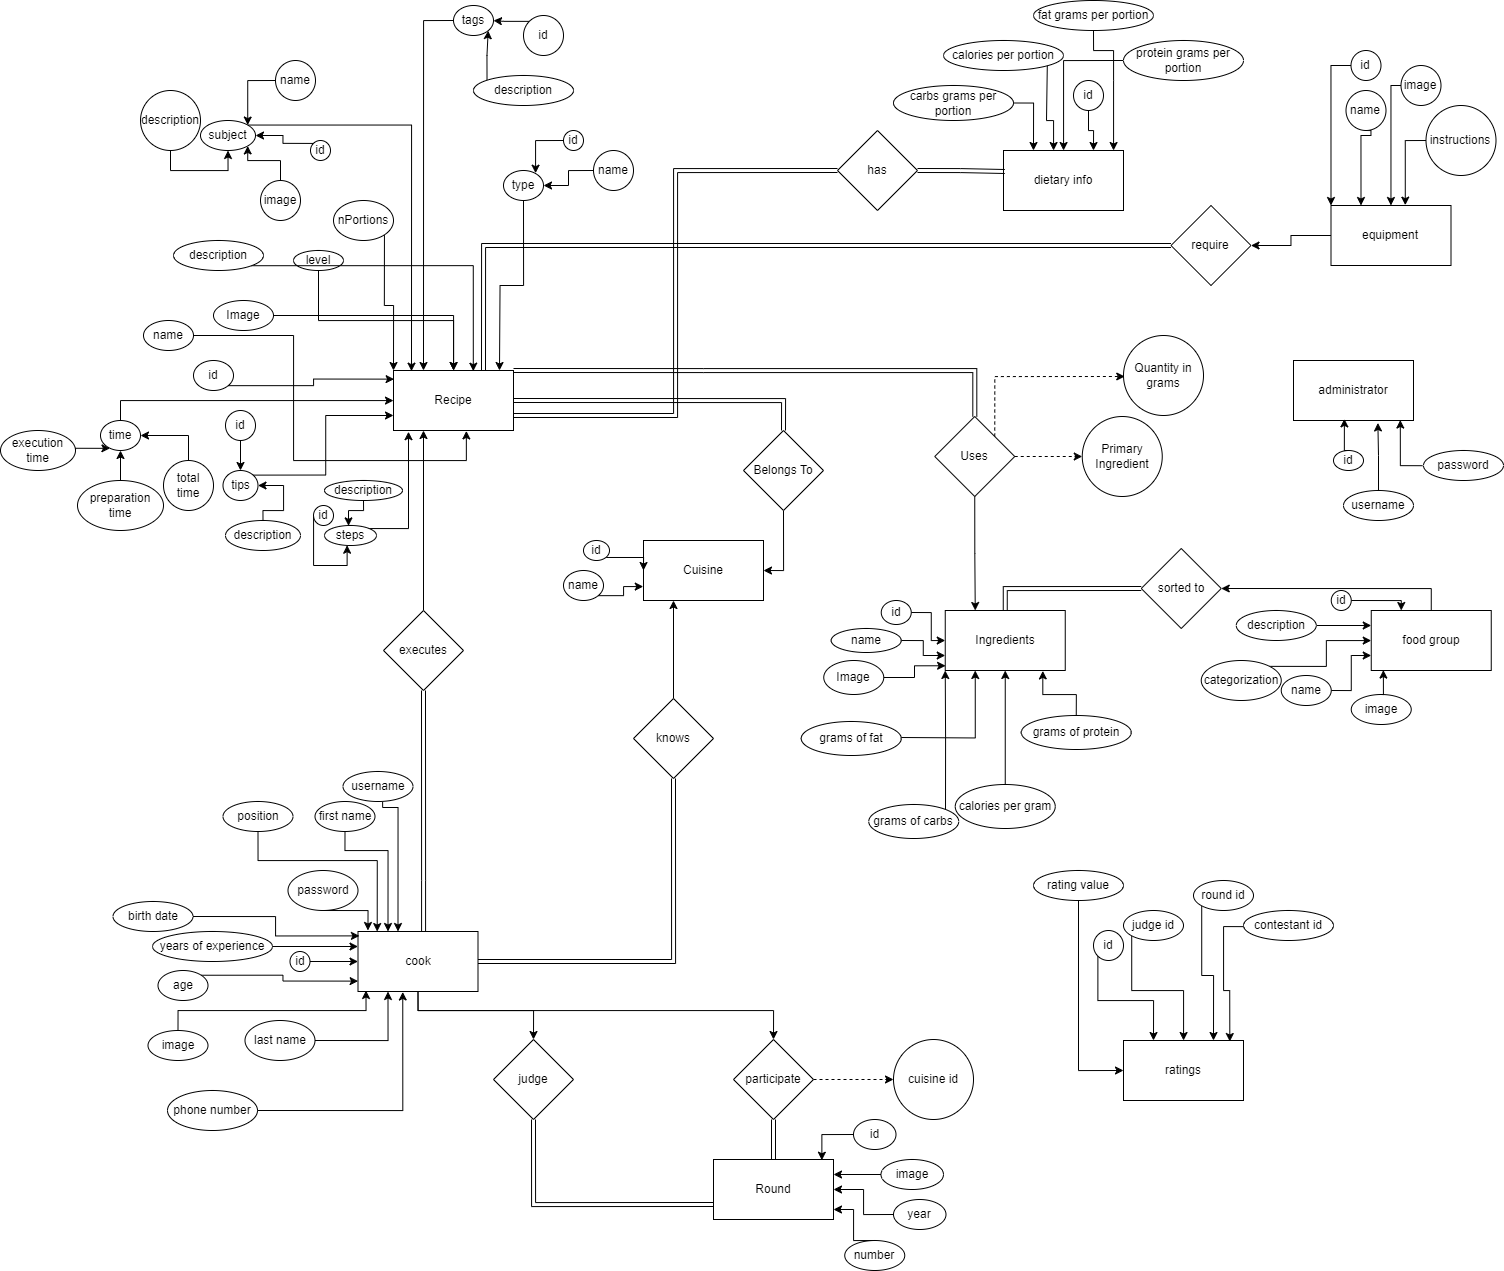 tags
id
description
fat grams per portion
calories per portion
protein grams per
portion
carbs grams per
portion
id
id
image
name
instructions
name
description
subject
id
image
id
type
name
has
dietary info
nPortions
require
equipment
description
level
Image
name
id
Recipe
Quantity in
grams
administrator
id
username
password
time
execution
time
total
time
preparation
time
id
tips
description
description
id
steps
Belongs To
Uses
Primary
Ingredient
id
name
Cuisine
sorted to
id
name
Image
Ingredients
id
description
food group
categorization
name
image
executes
knows
grams of fat
grams of protein
grams of carbs
calories per gram
username
position
first name
password
birth date
years of experience
id
cook
age
image
last name
phone number
rating value
round id
judge id
contestant id
id
ratings
judge
participate
cuisine id
id
Round
image
year
number